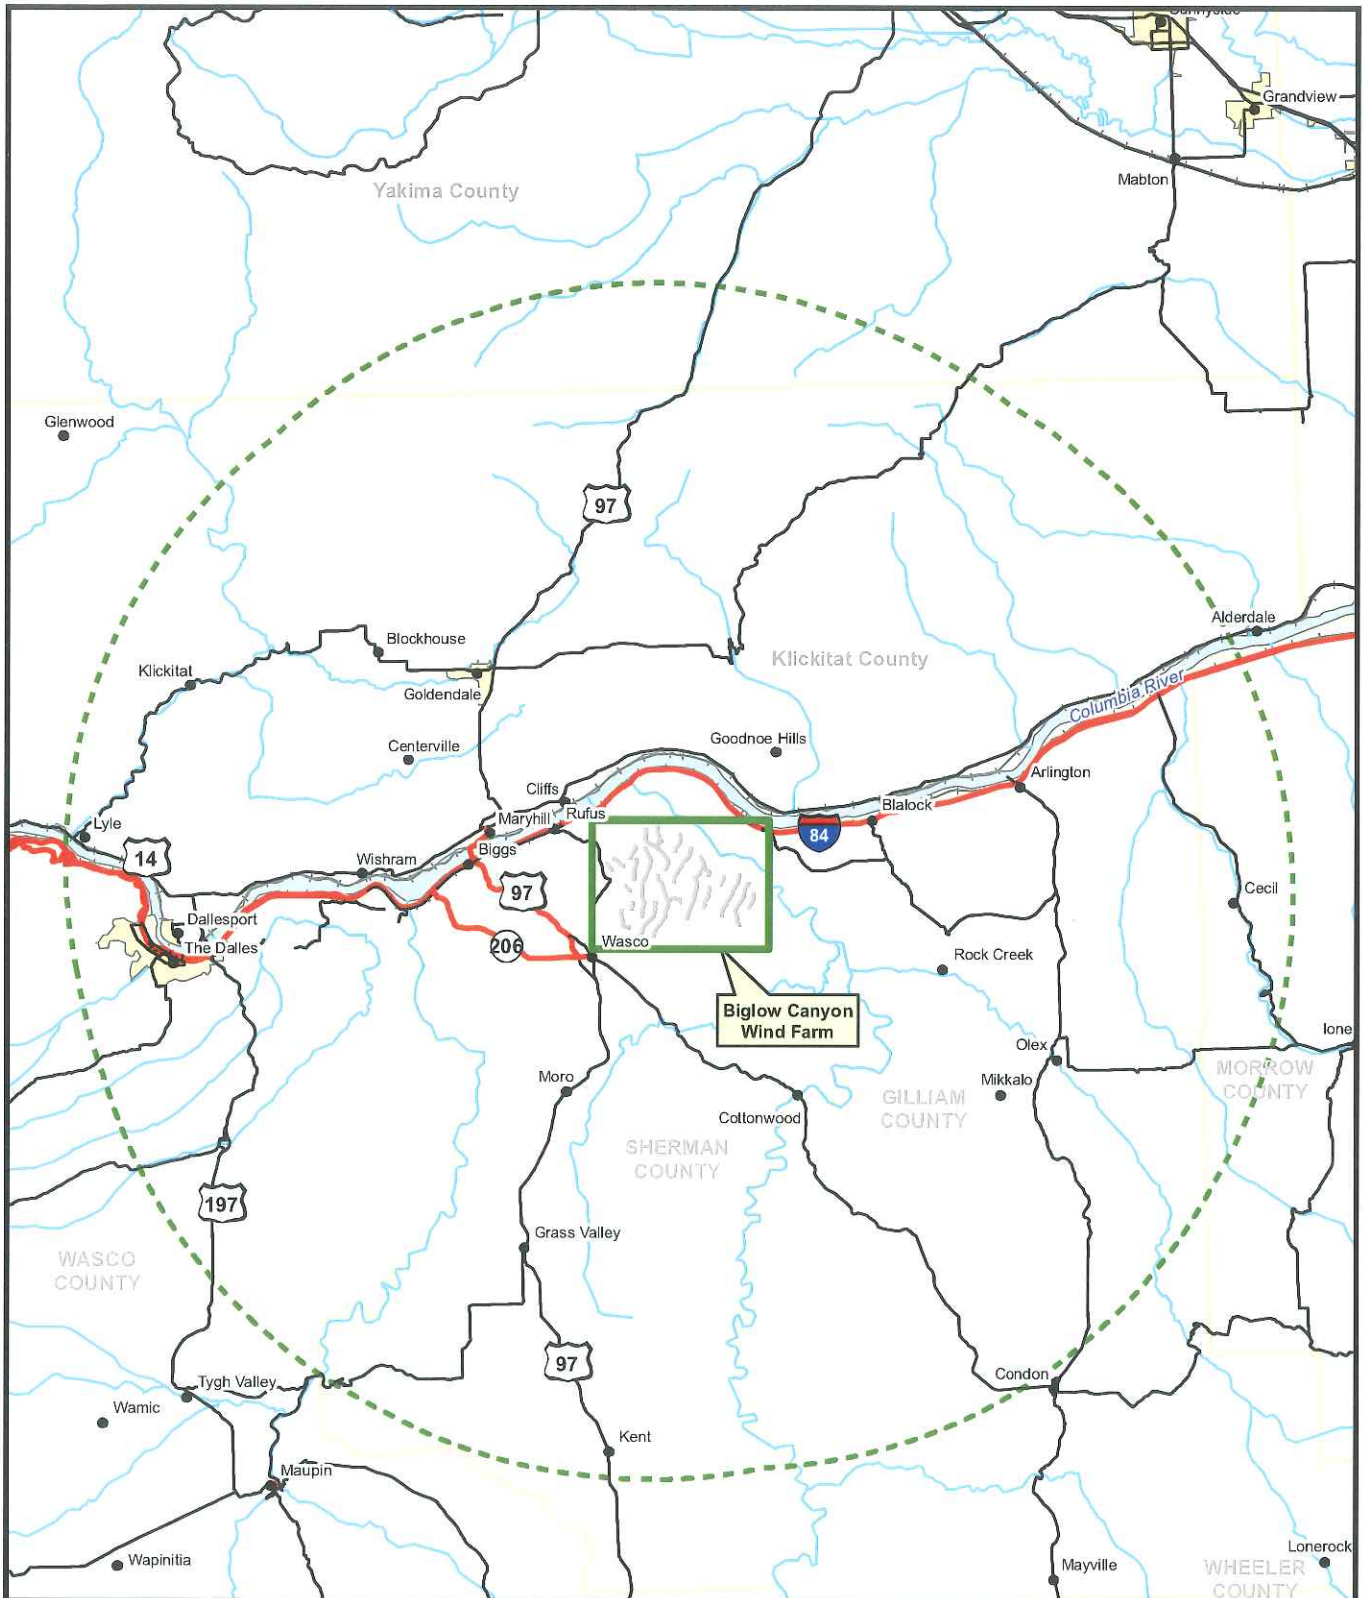 Sunnyside
Grandview
Mabton
Yakima County
Glenwood
97
Alderdale
Blockhouse
Klickitat County
Klickitat
Goldendale
Columbia River
Goodnoe Hills
Centerville
Arlington
Cliffs
Blalock
Maryhill
Rufus
Lyle
84
14
Biggs
Wishram
97
Cecil
Dallesport
The Dalles
206
Wasco
Rock Creek
Biglow Canyon
Wind Farm
Ione
Olex
MORROW
COUNTY
Moro
Mikkalo
GILLIAM
COUNTY
Cottonwood
SHERMAN
COUNTY
197
Grass Valley
WASCO
COUNTY
97
Condon
Tygh Valley
Wamic
Kent
Maupin
Lonerock
Wapinitia
Mayville
WHEELER
COUNTY